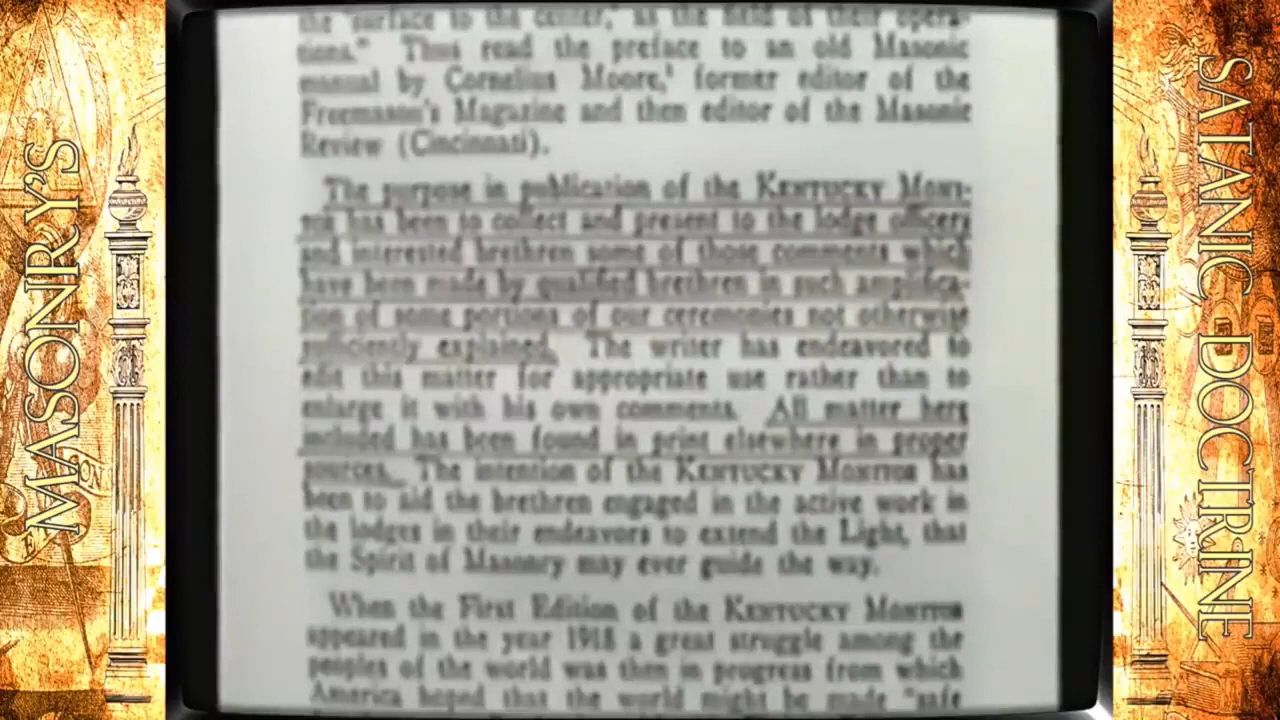 MASONRY'S
the "surface to the center," as the field of their opera-
tions." Thus read the preface to an old Masonic
manual by Cornelius Moore,¹ former editor of the
Freemason's Magazine and then editor of the Masonic
Review (Cincinnati).
The purpose in publication of the KENTUCKY MONI-
TOR has been to collect and present to the lodge officers
and interested brethren some of those comments which
have been made by qualified brethren in such amplifica-
tion of some portions of our ceremonies not otherwise
sufficiently explained. The writer has endeavored to
edit this matter for appropriate use rather than to
enlarge it with his own comments. All matter here
included has been found in print elsewhere in proper
sources. The intention of the KENTUCKY MONITOR has
been to aid the brethren engaged in the active work in
the lodges in their endeavors to extend the Light, that
the Spirit of Masonry may ever guide the way.
When the First Edition of the KENTUCKY MONITOR
appeared in the year 1918 a great struggle among the
peoples of the world was then in progress from which
America hoped that the world might be made "safe
SATANIC DOCTRINE